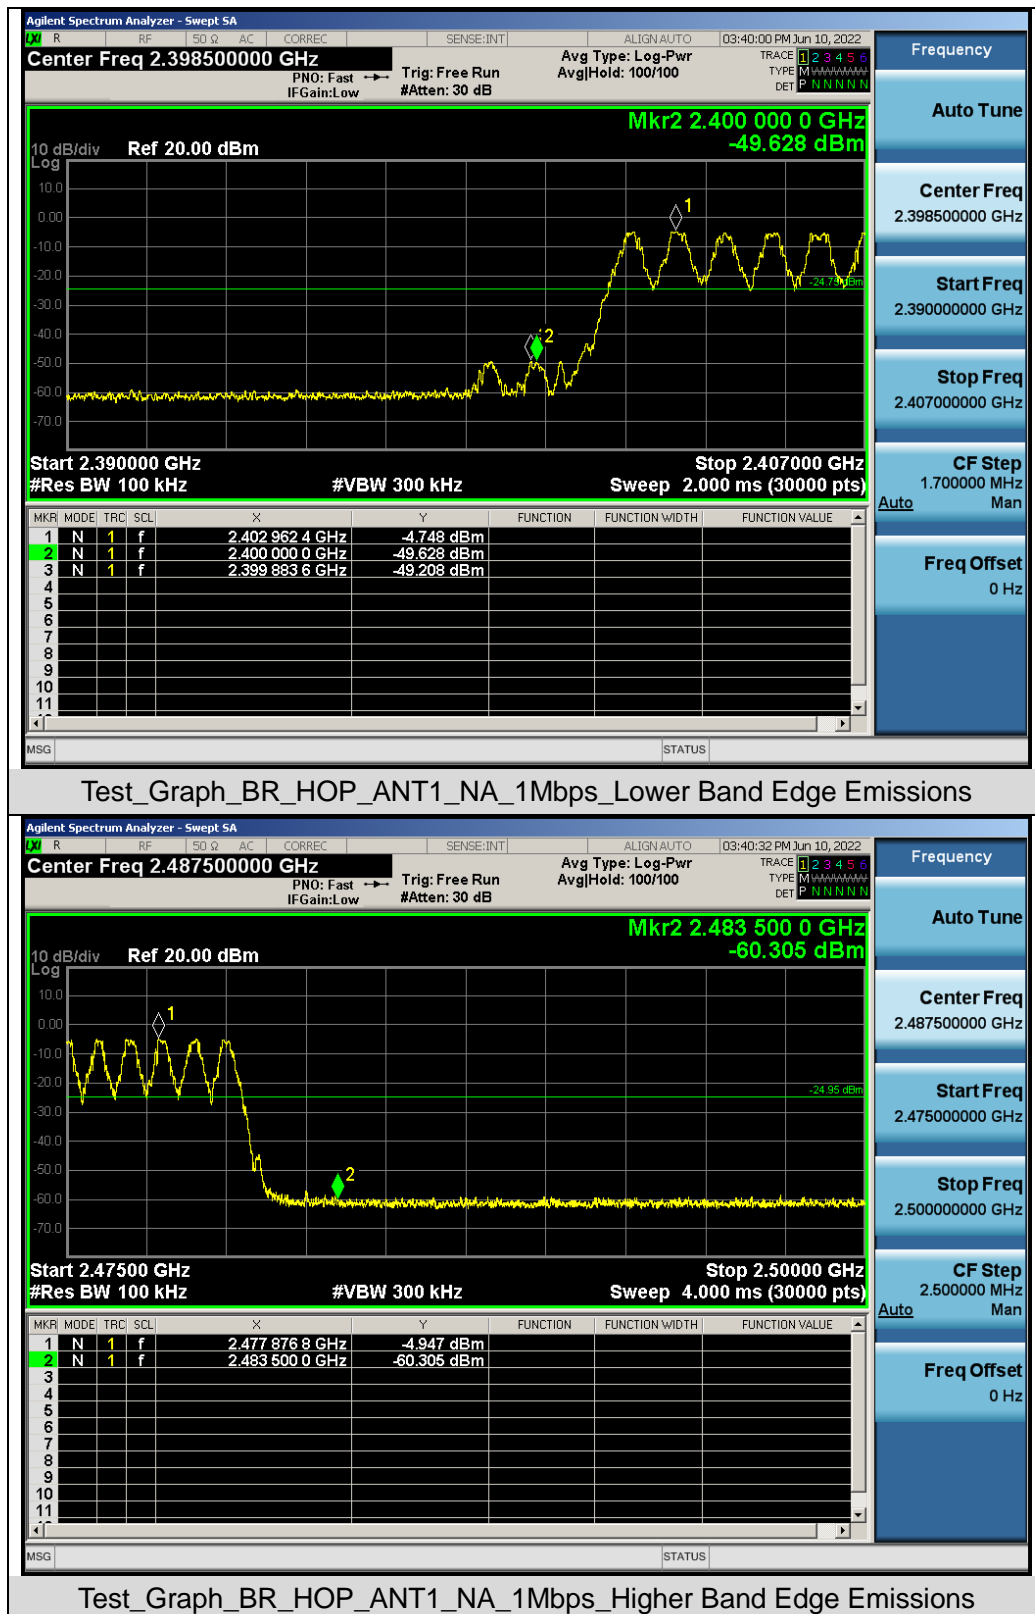 Agilent Spectrum Analyzer - Swept SA
LXI R RF 50 Ω AC CORREC SENSE:INT ALIGN AUTO 03:40:00 PM Jun 10, 2022
Center Freq 2.398500000 GHz
PNO: Fast
IFGain:Low
Trig: Free Run
#Atten: 30 dB
Avg Type: Log-Pwr
Avg|Hold: 100/100
TRACE 1 2 3 4 5 6
TYPE M WWWWW
DET P N N N N N
Mkr2 2.400 000 0 GHz
-49.628 dBm
10 dB/div Ref 20.00 dBm
Log
10.0
0.00
-10.0
-20.0
-30.0
-40.0
-50.0
-60.0
-70.0
1
2
-24.75 dBm
Start 2.390000 GHz Stop 2.407000 GHz
#Res BW 100 kHz #VBW 300 kHz Sweep 2.000 ms (30000 pts)
MKR MODE TRC SCL X Y FUNCTION FUNCTION WIDTH FUNCTION VALUE
1 N 1 f 2.402 962 4 GHz -4.748 dBm
2 N 1 f 2.400 000 0 GHz -49.628 dBm
3 N 1 f 2.399 883 6 GHz -49.208 dBm
4
5
6
7
8
9
10
11
MSG STATUS
Frequency
Auto Tune
Center Freq
2.398500000 GHz
Start Freq
2.390000000 GHz
Stop Freq
2.407000000 GHz
CF Step
1.700000 MHz
Auto Man
Freq Offset
0 Hz
Test_Graph_BR_HOP_ANT1_NA_1Mbps_Lower Band Edge Emissions
Agilent Spectrum Analyzer - Swept SA
LXI R RF 50 Ω AC CORREC SENSE:INT ALIGN AUTO 03:40:32 PM Jun 10, 2022
Center Freq 2.487500000 GHz
PNO: Fast
IFGain:Low
Trig: Free Run
#Atten: 30 dB
Avg Type: Log-Pwr
Avg|Hold: 100/100
TRACE 1 2 3 4 5 6
TYPE M WWWWW
DET P N N N N N
Mkr2 2.483 500 0 GHz
-60.305 dBm
10 dB/div Ref 20.00 dBm
Log
10.0
0.00
-10.0
-20.0
-30.0
-40.0
-50.0
-60.0
-70.0
1
2
-24.95 dBm
Start 2.47500 GHz Stop 2.50000 GHz
#Res BW 100 kHz #VBW 300 kHz Sweep 4.000 ms (30000 pts)
MKR MODE TRC SCL X Y FUNCTION FUNCTION WIDTH FUNCTION VALUE
1 N 1 f 2.477 876 8 GHz -4.947 dBm
2 N 1 f 2.483 500 0 GHz -60.305 dBm
3
4
5
6
7
8
9
10
11
MSG STATUS
Frequency
Auto Tune
Center Freq
2.487500000 GHz
Start Freq
2.475000000 GHz
Stop Freq
2.500000000 GHz
CF Step
2.500000 MHz
Auto Man
Freq Offset
0 Hz
Test_Graph_BR_HOP_ANT1_NA_1Mbps_Higher Band Edge Emissions